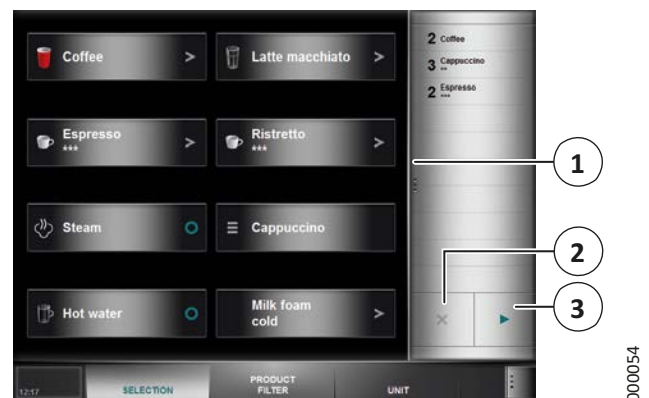 Coffee >
Latte macchiato >
Espresso
*** >
Ristretto
*** >
Steam
Cappuccino
Hot water
Milk foam
cold >
2 Coffee
3 Cappuccino
**
2 Espresso
***
1
2
3
12:17
SELECTION
PRODUCT
FILTER
UNIT
000054